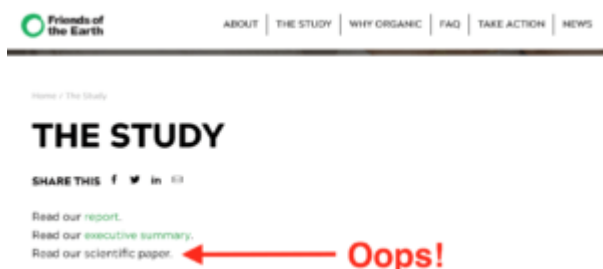 Friends of
the Earth
ABOUT | THE STUDY | WHY ORGANIC | FAQ | TAKE ACTION | NEWS
Home / The Study
THE STUDY
SHARE THIS
Read our report.
Read our executive summary.
Read our scientific paper.
Oops!